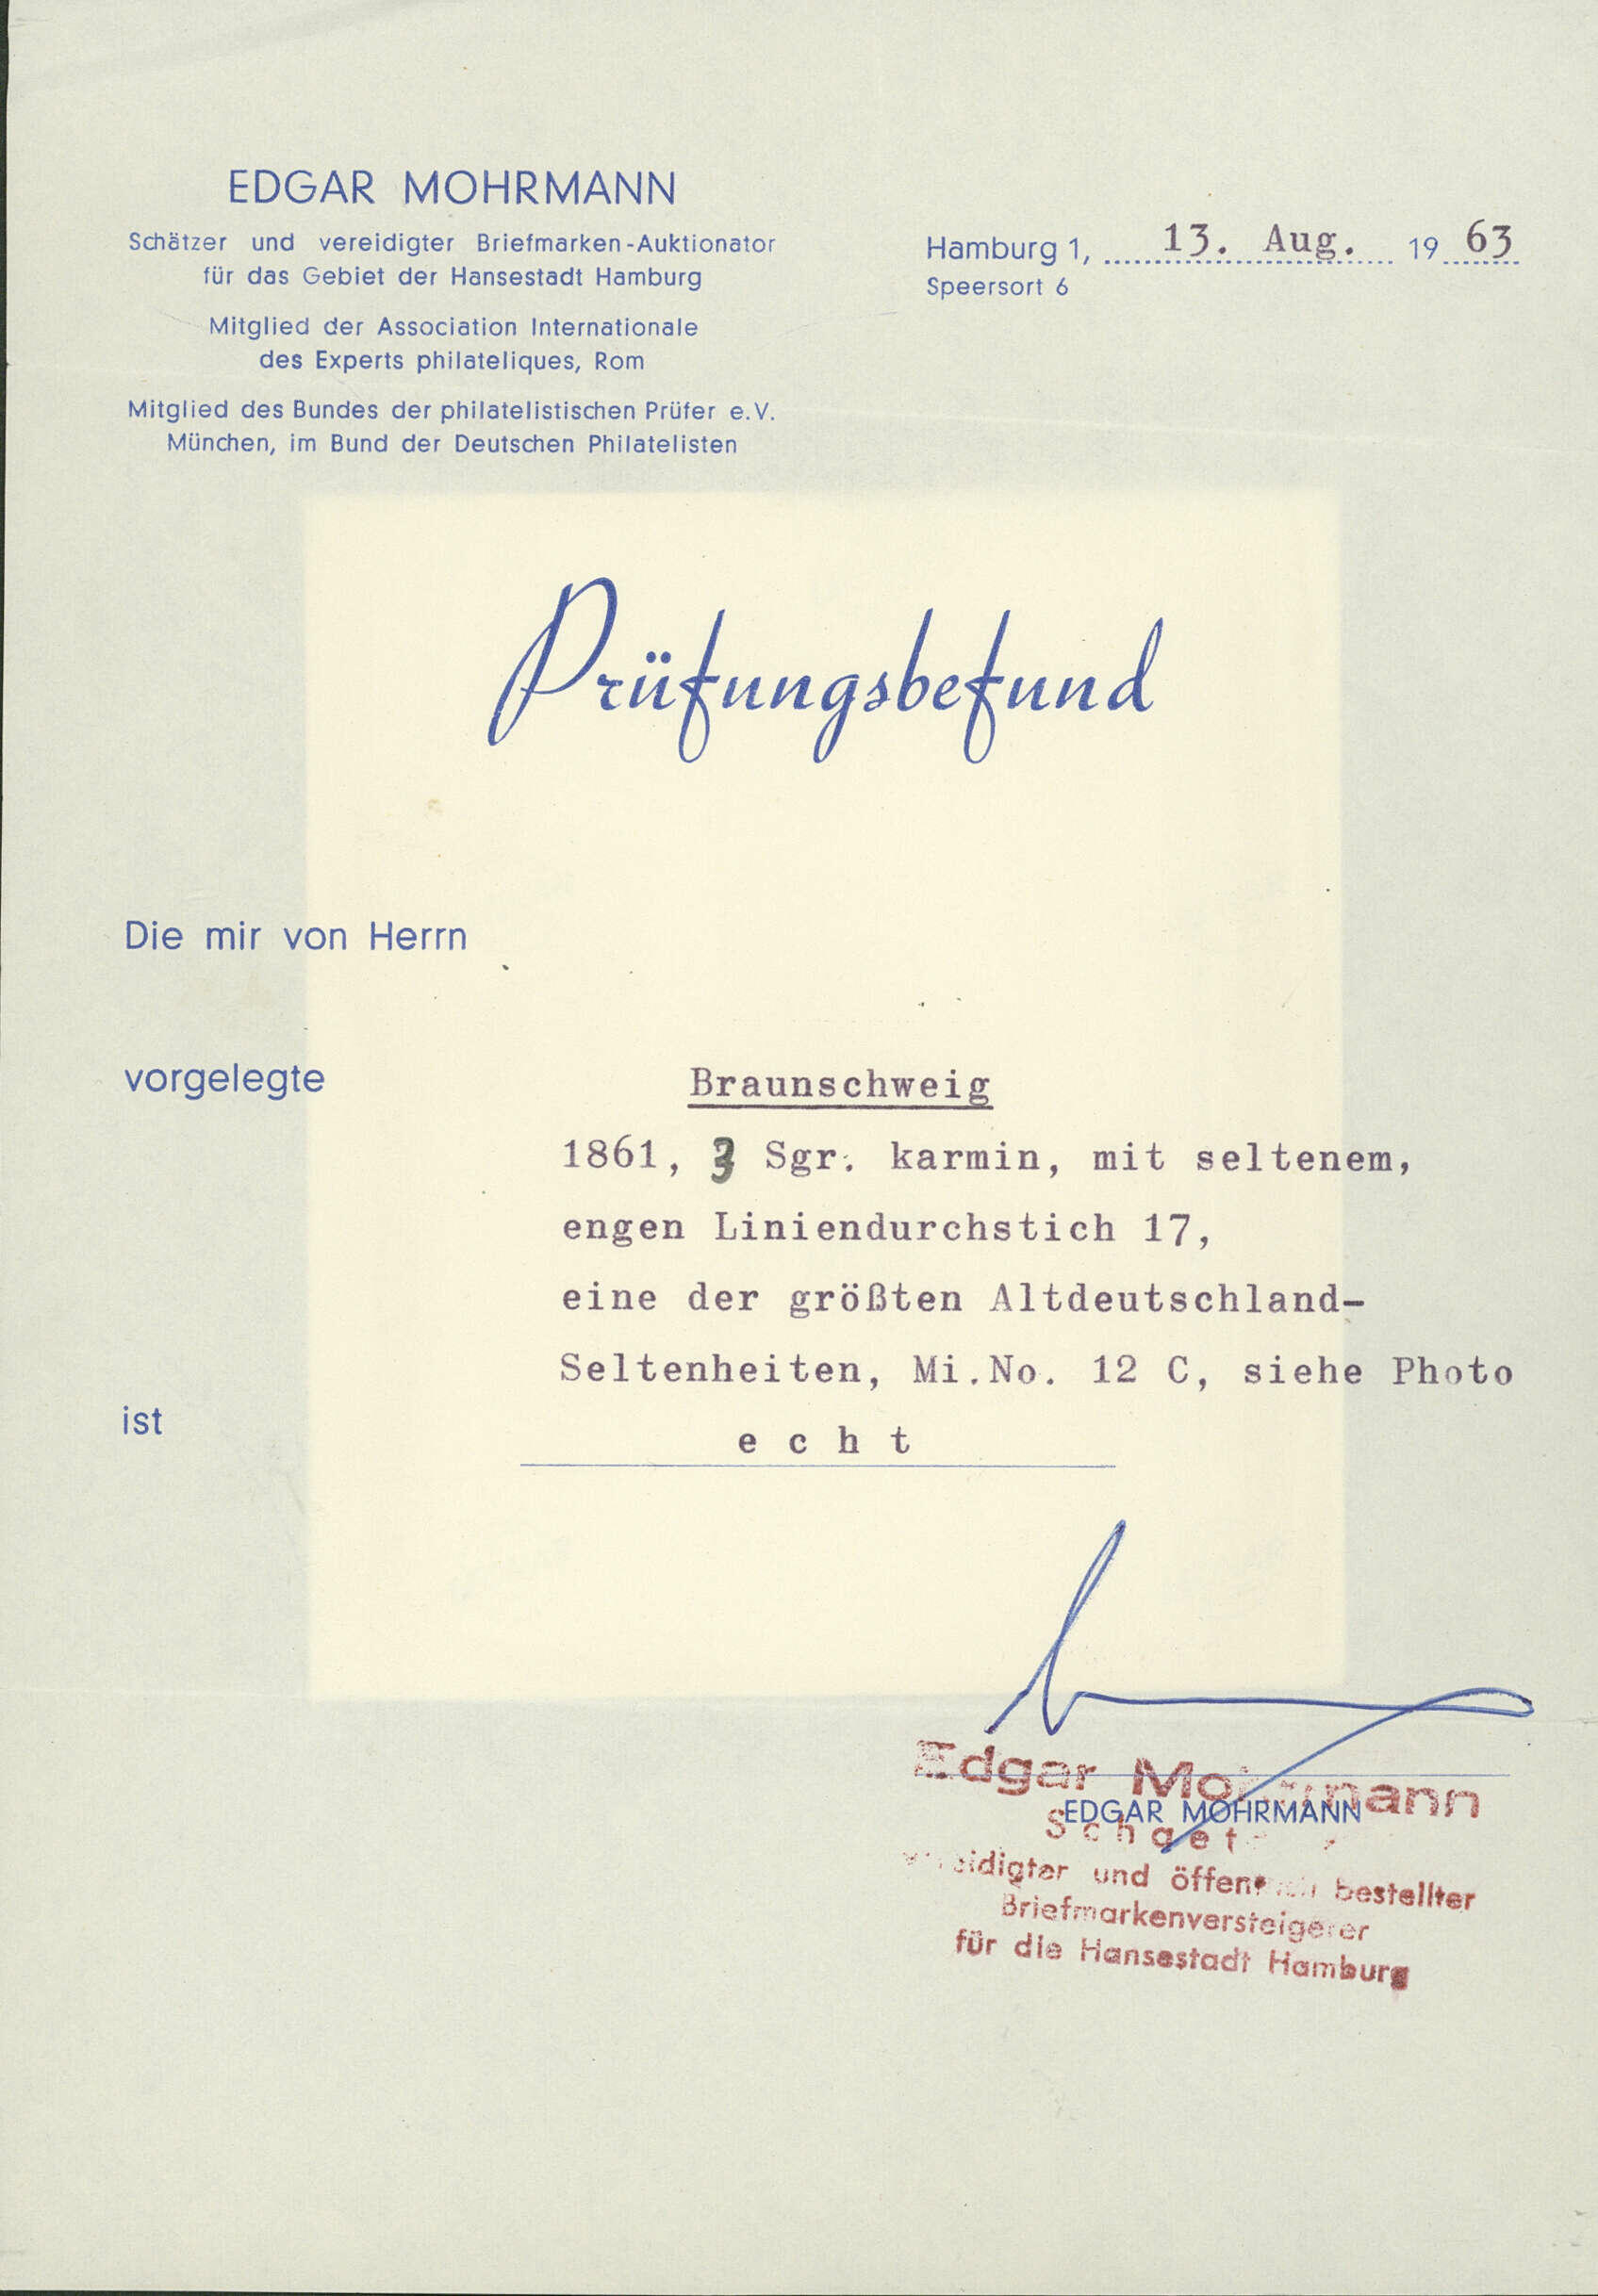 EDGAR MOHRMANN
Schätzer und vereidigter Briefmarken-Auktionator
für das Gebiet der Hansestadt Hamburg
Mitglied der Association Internationale
des Experts philateliques, Rom
Mitglied des Bundes der philatelistischen Prüfer e.V.
München, im Bund der Deutschen Philatelisten
Hamburg 1, 13. Aug. 1963
Speersort 6
Prüfungsbefund
Die mir von Herrn
vorgelegte Braunschweig
1861, 3 Sgr. karmin, mit seltenem,
engen Liniendurchstich 17,
eine der größten Altdeutschland-
Seltenheiten, Mi.No. 12 C, siehe Photo
ist echt
Edgar Mohrmann
EDGAR MOHRMANN
und bestellter
Briefmarkenversteigerer
für die Hansestadt Hamburg